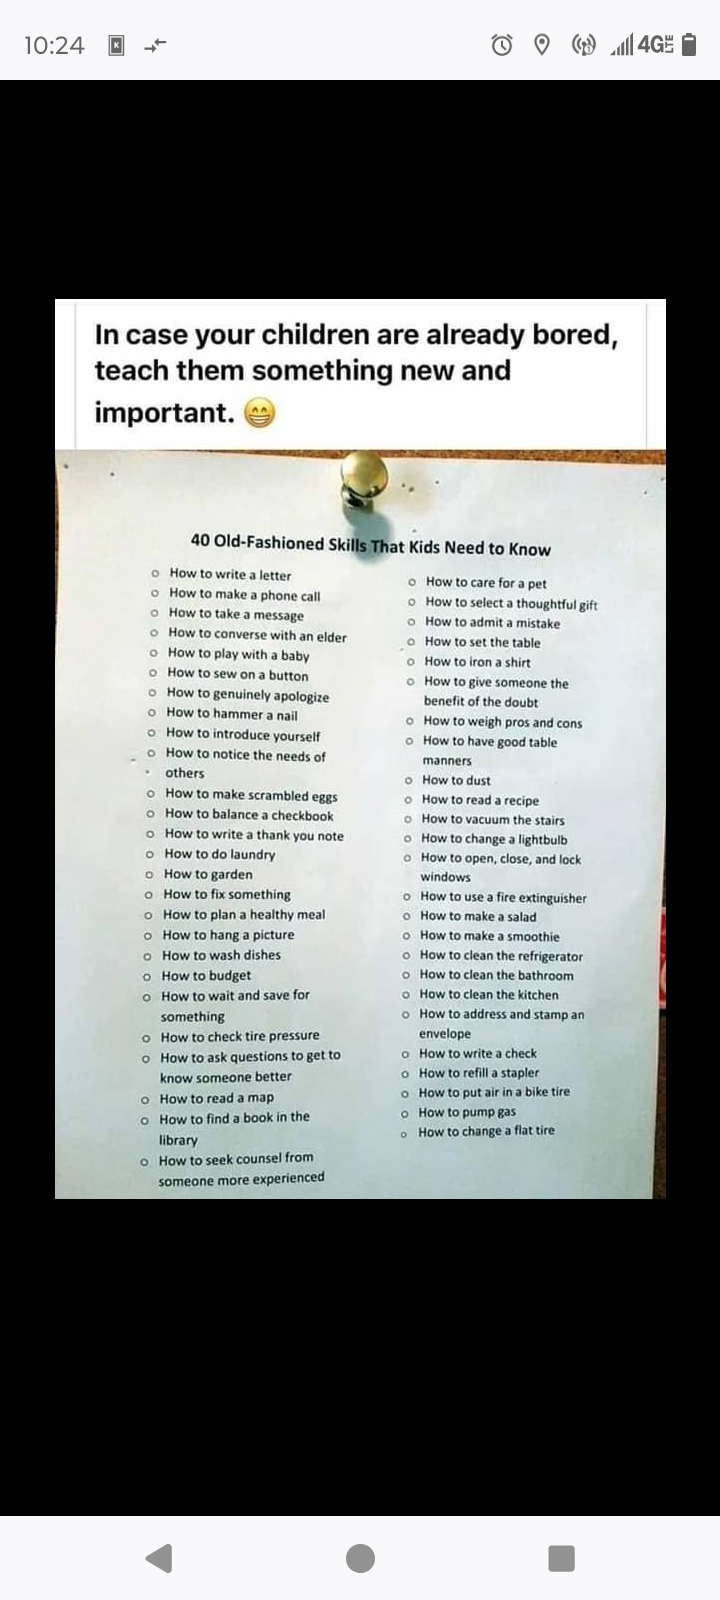 10:24
4G LTE
In case your children are already bored,
teach them something new and
important. 😁
40 Old-Fashioned Skills That Kids Need to Know
o How to write a letter
o How to make a phone call
o How to take a message
o How to converse with an elder
o How to play with a baby
o How to sew on a button
o How to genuinely apologize
o How to hammer a nail
o How to introduce yourself
o How to notice the needs of
others
o How to make scrambled eggs
o How to balance a checkbook
o How to write a thank you note
o How to do laundry
o How to garden
o How to fix something
o How to plan a healthy meal
o How to hang a picture
o How to wash dishes
o How to budget
o How to wait and save for
something
o How to check tire pressure
o How to ask questions to get to
know someone better
o How to read a map
o How to find a book in the
library
o How to seek counsel from
someone more experienced
o How to care for a pet
o How to select a thoughtful gift
o How to admit a mistake
o How to set the table
o How to iron a shirt
o How to give someone the
benefit of the doubt
o How to weigh pros and cons
o How to have good table
manners
o How to dust
o How to read a recipe
o How to vacuum the stairs
o How to change a lightbulb
o How to open, close, and lock
windows
o How to use a fire extinguisher
o How to make a salad
o How to make a smoothie
o How to clean the refrigerator
o How to clean the bathroom
o How to clean the kitchen
o How to address and stamp an
envelope
o How to write a check
o How to refill a stapler
o How to put air in a bike tire
o How to pump gas
o How to change a flat tire